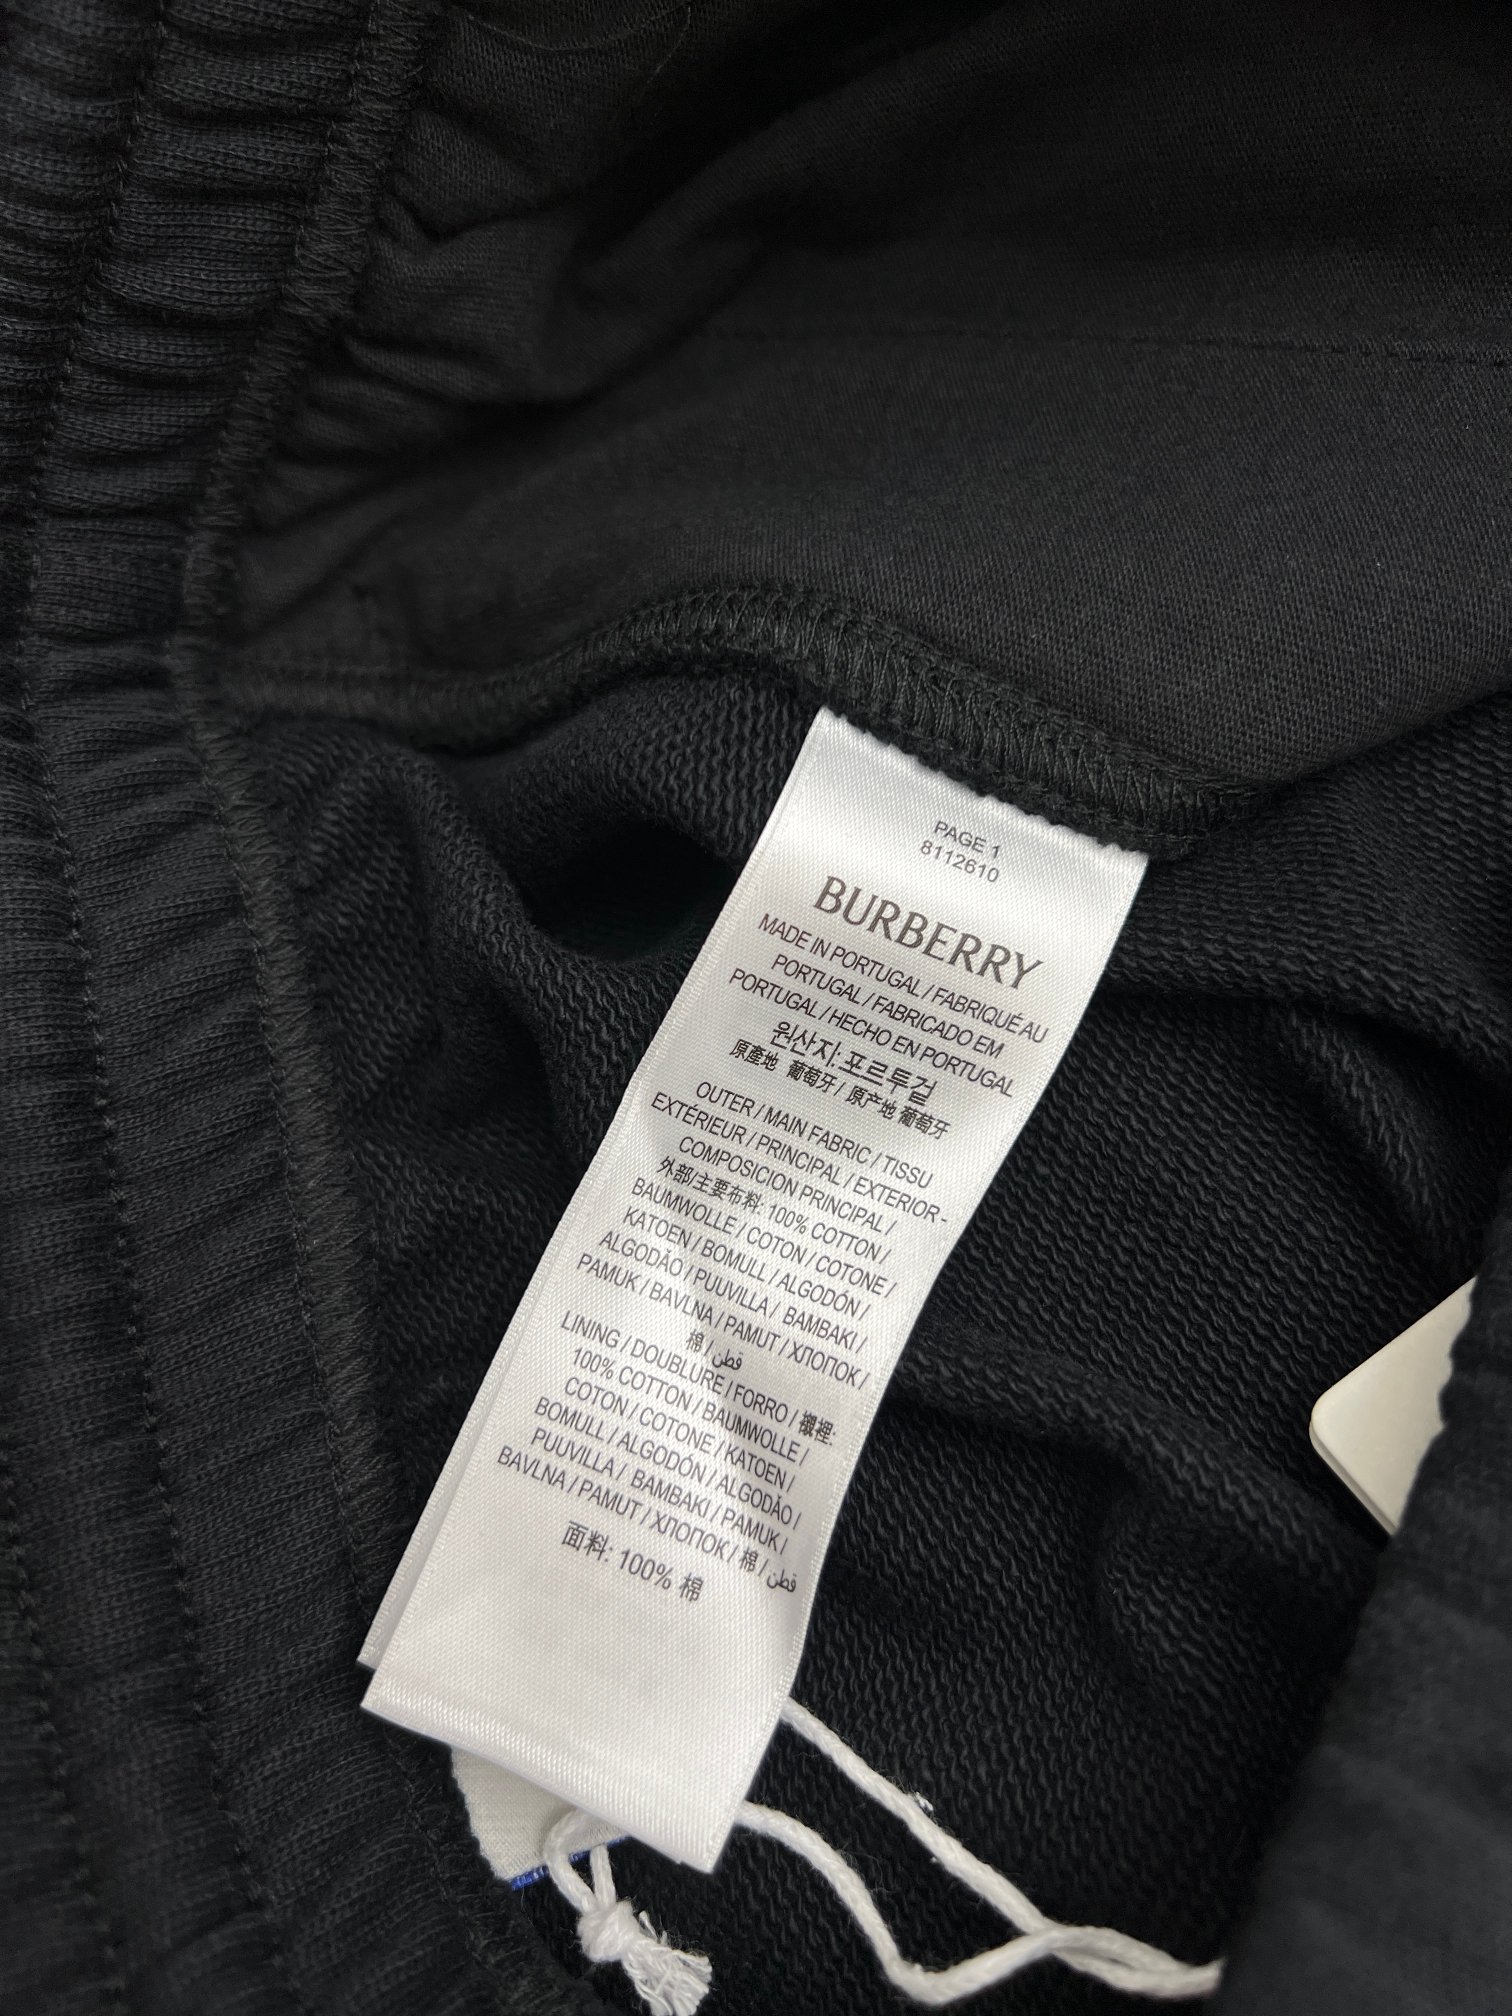 PAGE 1
8112610
BURBERRY
MADE IN PORTUGAL / FABRIQUÉ AU
PORTUGAL / FABRICADO EM
PORTUGAL / HECHO EN PORTUGAL
원산지: 포르투갈
原產地 葡萄牙 / 原产地 葡萄牙
OUTER / MAIN FABRIC / TISSU
EXTÉRIEUR / PRINCIPAL / EXTERIOR -
COMPOSICION PRINCIPAL /
外部/主要布料: 100% COTTON /
BAUMWOLLE / COTON / COTONE /
KATOEN / BOMULL / ALGODÓN /
ALGODÃO / PUUVILLA / BAMBAKI /
PAMUK / BAVLNA / PAMUT / ХЛОПОК /
棉 / قطن
LINING / DOUBLURE / FORRO / 襯裡:
100% COTTON / BAUMWOLLE /
COTON / COTONE / KATOEN /
BOMULL / ALGODÓN / ALGODÃO /
PUUVILLA / BAMBAKI / PAMUK /
BAVLNA / PAMUT / ХЛОПОК / 棉 / قطن
面料: 100% 棉